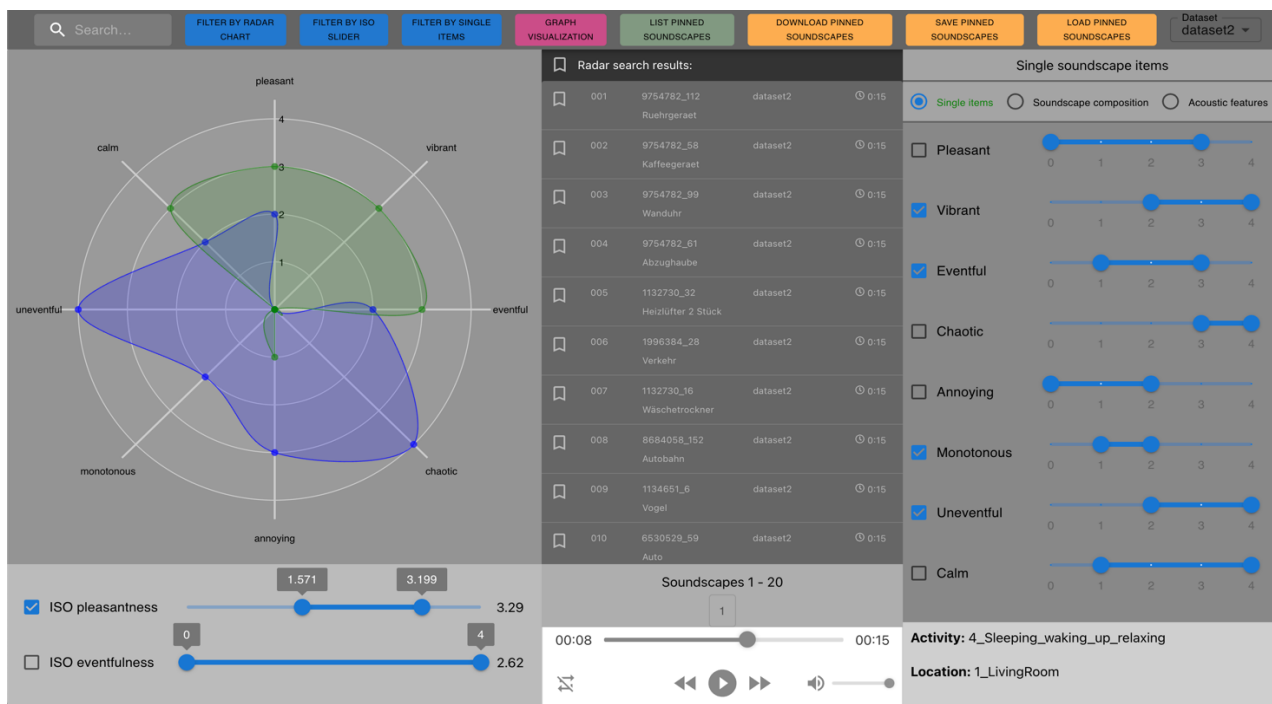 Search...
FILTER BY RADAR
CHART
FILTER BY ISO
SLIDER
FILTER BY SINGLE
ITEMS
GRAPH
VISUALIZATION
LIST PINNED
SOUNDSCAPES
DOWNLOAD PINNED
SOUNDSCAPES
SAVE PINNED
SOUNDSCAPES
LOAD PINNED
SOUNDSCAPES
Dataset
dataset2
pleasant
4
calm
vibrant
3
2
1
uneventful
eventful
monotonous
chaotic
annoying
1.571
3.199
ISO pleasantness
3.29
0
4
ISO eventfulness
2.62
Radar search results:
001 9754782_112 dataset2 0:15
Ruehrgeraet
002 9754782_58 dataset2 0:15
Kaffeegeraet
003 9754782_99 dataset2 0:15
Wanduhr
004 9754782_61 dataset2 0:15
Abzughaube
005 1132730_32 dataset2 0:15
Heizlüfter 2 Stück
006 1996384_28 dataset2 0:15
Verkehr
007 1132730_16 dataset2 0:15
Wäschetrockner
008 8684058_152 dataset2 0:15
Autobahn
009 1134651_6 dataset2 0:15
Vogel
010 6530529_59 dataset2 0:15
Auto
Soundscapes 1 - 20
1
00:08
00:15
Single soundscape items
Single items Soundscape composition Acoustic features
Pleasant
0 1 2 3 4
Vibrant
0 1 2 3 4
Eventful
0 1 2 3 4
Chaotic
0 1 2 3 4
Annoying
0 1 2 3 4
Monotonous
0 1 2 3 4
Uneventful
0 1 2 3 4
Calm
0 1 2 3 4
Activity: 4_Sleeping_waking_up_relaxing
Location: 1_LivingRoom